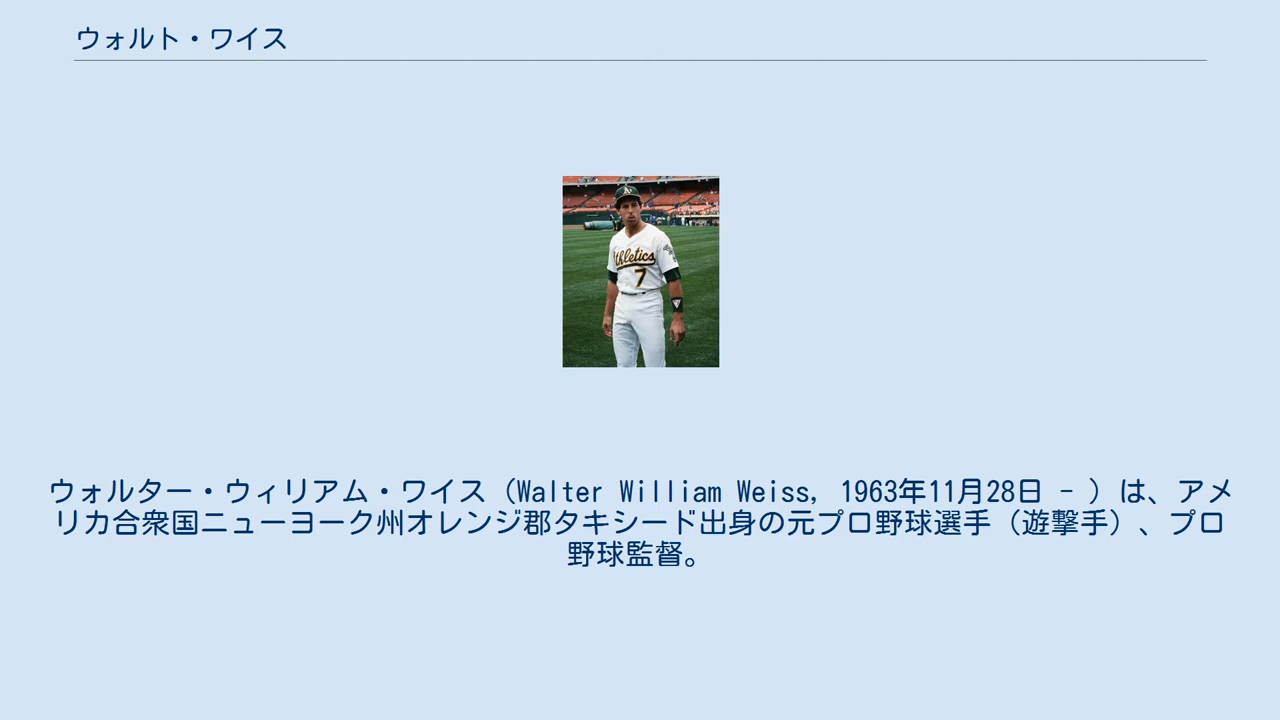 ウォルト・ワイス
Athletics
7
ウォルター・ウィリアム・ワイス（Walter William Weiss, 1963年11月28日 - ）は、アメ
リカ合衆国ニューヨーク州オレンジ郡タキシード出身の元プロ野球選手（遊撃手）、プロ
野球監督。